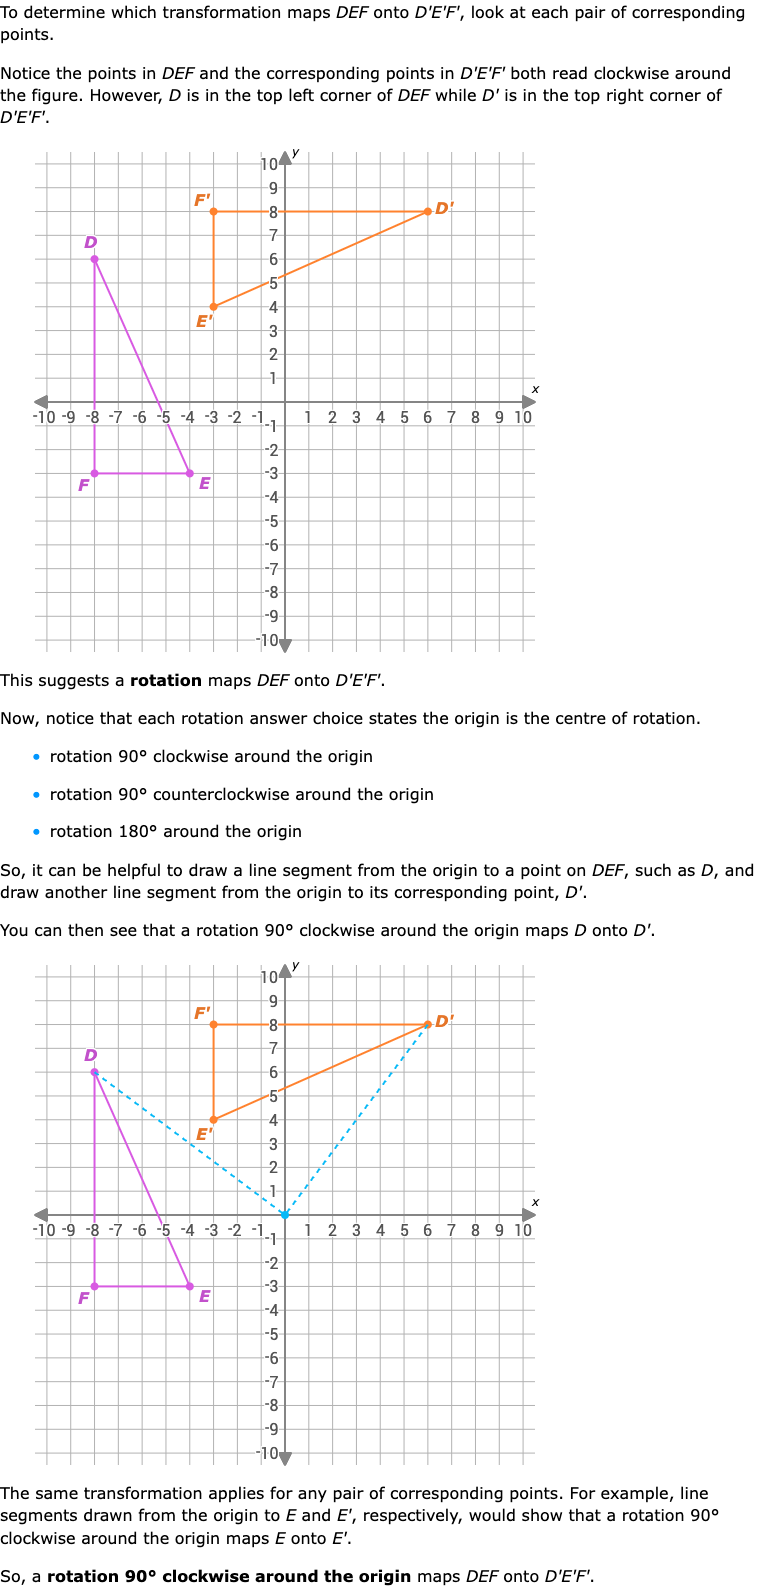 To determine which transformation maps DEF onto D'E'F', look at each pair of corresponding
points.
Notice the points in DEF and the corresponding points in D'E'F' both read clockwise around
the figure. However, D is in the top left corner of DEF while D' is in the top right corner of
D'E'F'.
y
10
9
F'
8
D'
D
7
6
5
4
E'
3
2
1
x
-10 -9 -8 -7 -6 -5 -4 -3 -2 -1 1 2 3 4 5 6 7 8 9 10
-1
-2
-3
F E
-4
-5
-6
-7
-8
-9
-10
This suggests a rotation maps DEF onto D'E'F'.
Now, notice that each rotation answer choice states the origin is the centre of rotation.
• rotation 90° clockwise around the origin
• rotation 90° counterclockwise around the origin
• rotation 180° around the origin
So, it can be helpful to draw a line segment from the origin to a point on DEF, such as D, and
draw another line segment from the origin to its corresponding point, D'.
You can then see that a rotation 90° clockwise around the origin maps D onto D'.
y
10
9
F'
8
D'
D
7
6
5
4
E'
3
2
1
x
-10 -9 -8 -7 -6 -5 -4 -3 -2 -1 1 2 3 4 5 6 7 8 9 10
-1
-2
-3
F E
-4
-5
-6
-7
-8
-9
-10
The same transformation applies for any pair of corresponding points. For example, line
segments drawn from the origin to E and E', respectively, would show that a rotation 90°
clockwise around the origin maps E onto E'.
So, a rotation 90° clockwise around the origin maps DEF onto D'E'F'.